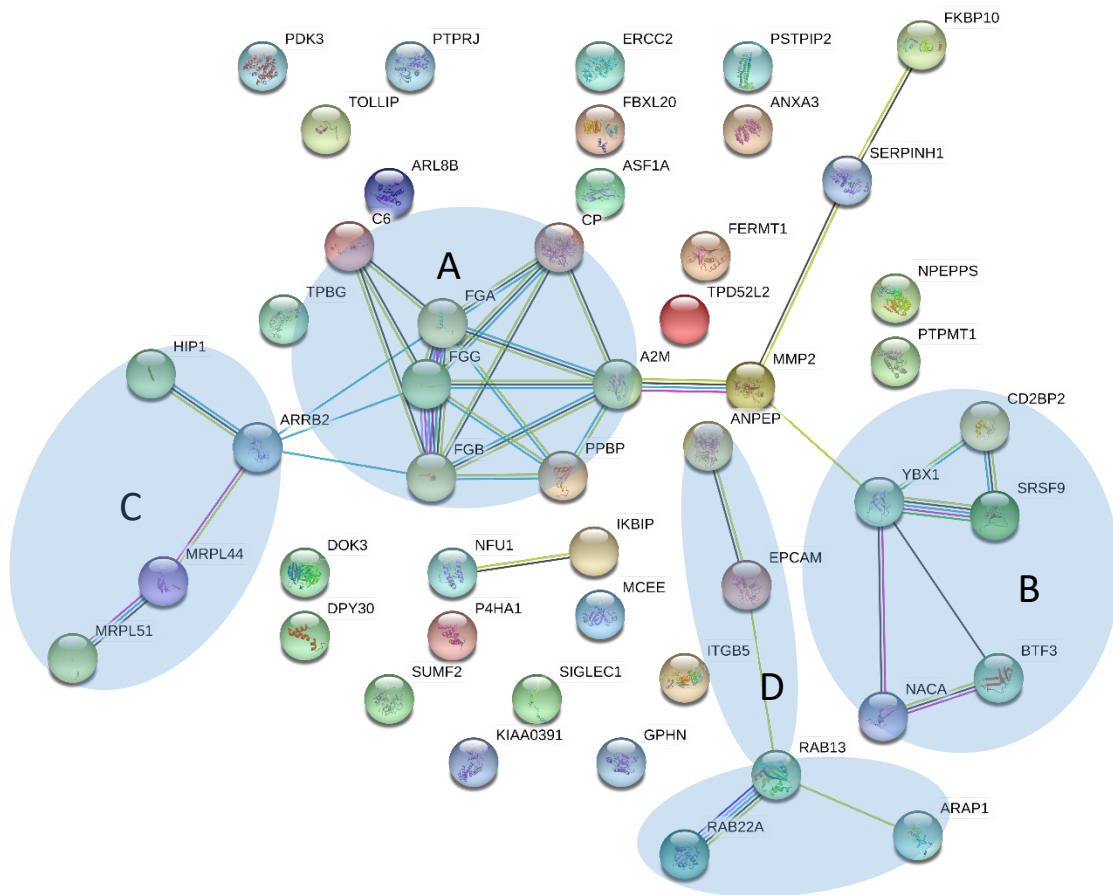 FKBP10
PDK3
PTPRJ
ERCC2
PSTPIP2
TOLLIP
FBXL20
ANXA3
SERPINH1
ARL8B
ASF1A
C6
CP
FERMT1
A
NPEPPS
TPBG
FGA
TPD52L2
PTPMT1
HIP1
FGG
A2M
MMP2
CD2BP2
ARRB2
ANPEP
FGB
PPBP
YBX1
SRSF9
C
IKBIP
MRPL44
DOK3
NFU1
EPCAM
MCEE
B
MRPL51
DPY30
P4HA1
ITGB5
BTF3
SUMF2
SIGLEC1
D
NACA
KIAA0391
GPHN
RAB13
ARAP1
RAB22A